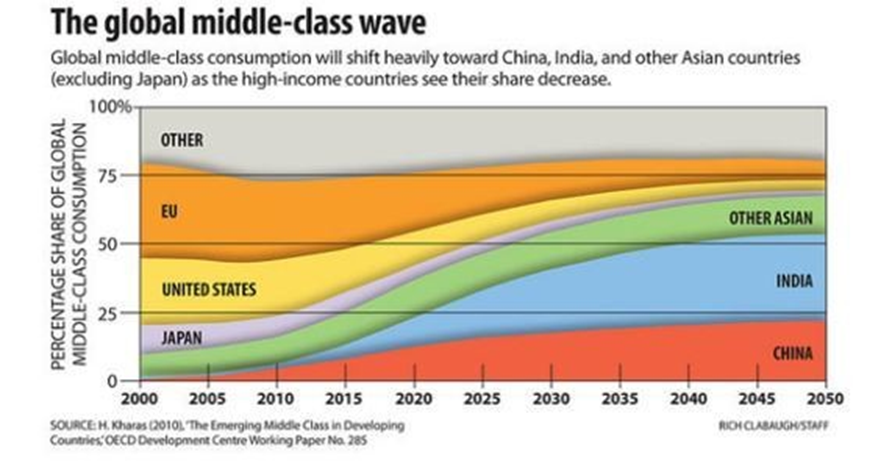 The global middle-class wave
Global middle-class consumption will shift heavily toward China, India, and other Asian countries
(excluding Japan) as the high-income countries see their share decrease.
PERCENTAGE SHARE OF GLOBAL
MIDDLE-CLASS CONSUMPTION
100%
75
50
25
0
OTHER
EU
UNITED STATES
JAPAN
OTHER ASIAN
INDIA
CHINA
2000 2005 2010 2015 2020 2025 2030 2035 2040 2045 2050
SOURCE: H. Kharas (2010), 'The Emerging Middle Class in Developing
Countries,' OECD Development Centre Working Paper No. 285
RICH CLABAUGH/STAFF